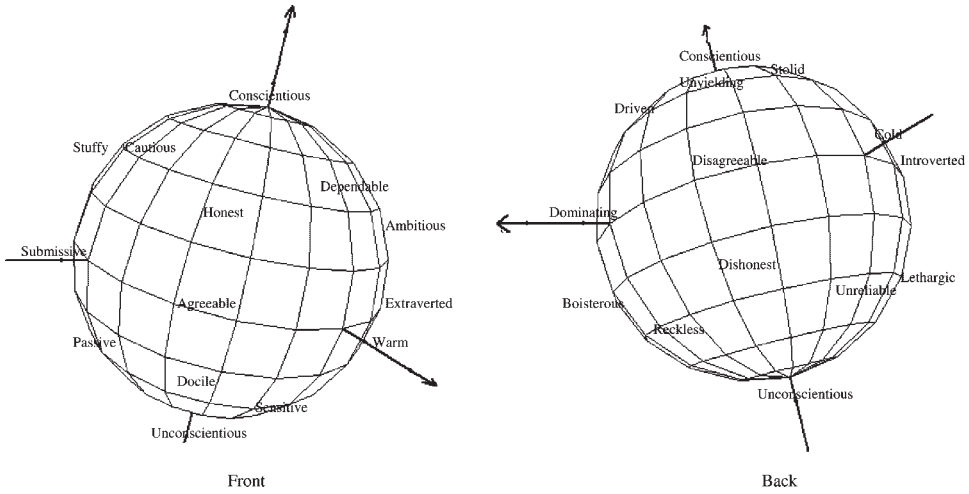 Conscientious
Stuffy
Cautious
Dependable
Honest
Ambitious
Submissive
Agreeable
Extraverted
Passive
Warm
Docile
Sensitive
Unconscientious
Front
Conscientious
Stolid
Unyielding
Driven
Cold
Disagreeable
Introverted
Dominating
Dishonest
Lethargic
Unreliable
Boisterous
Reckless
Unconscientious
Back